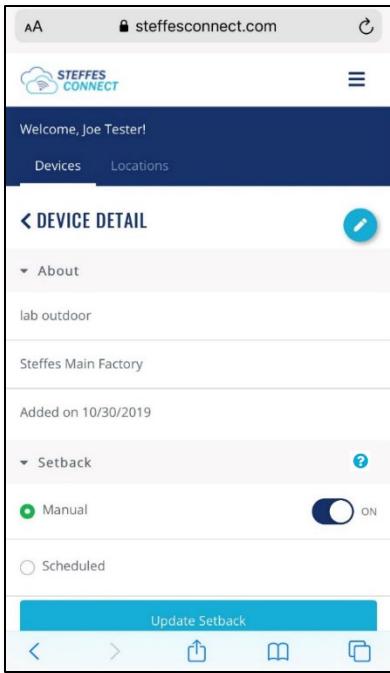 AA steffesconnect.com
STEFFES
CONNECT
Welcome, Joe Tester!
Devices Locations
DEVICE DETAIL
About
lab outdoor
Steffes Main Factory
Added on 10/30/2019
Setback ?
Manual ON
Scheduled
Update Setback